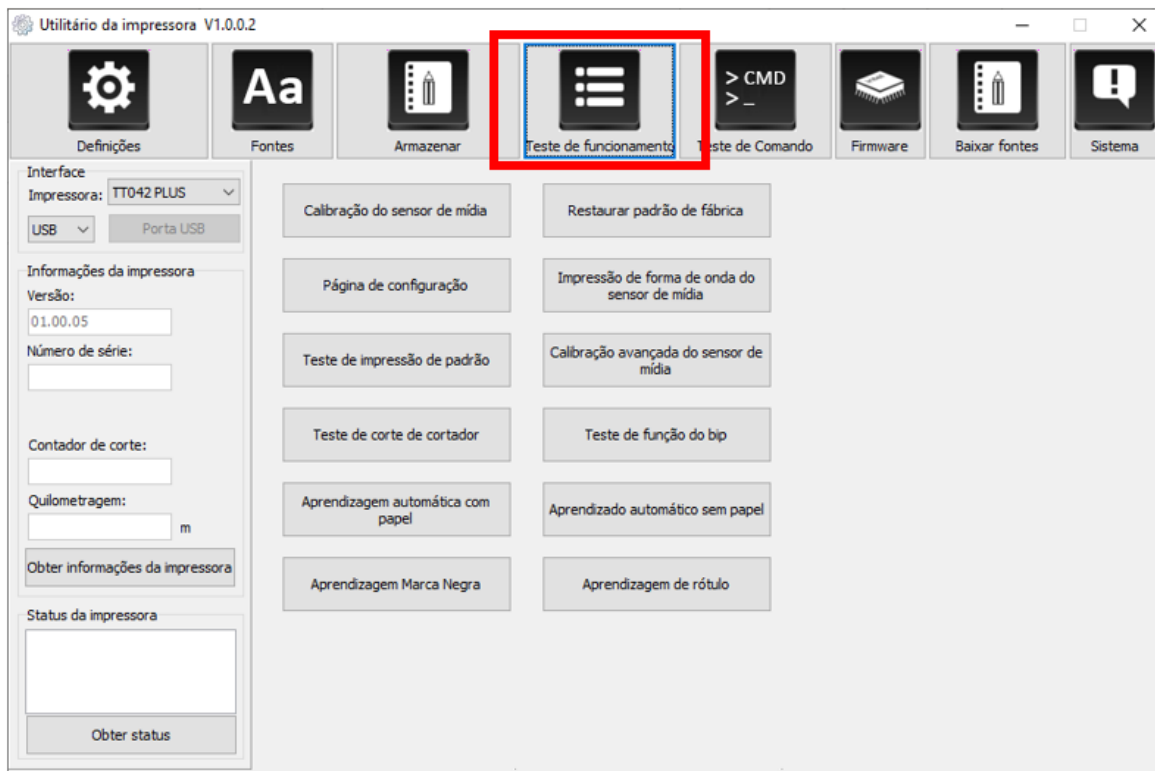 Utilitário da impressora V1.0.0.2
Aa
> CMD
>_
Definições
Fontes
Armazenar
Teste de funcionamento
Teste de Comando
Firmware
Baixar fontes
Sistema
Interface
Impressora: TT042 PLUS
USB
Porta USB
Informações da impressora
Versão:
01.00.05
Número de série:
Contador de corte:
Quilometragem:
m
Obter informações da impressora
Status da impressora
Obter status
Calibração do sensor de mídia
Restaurar padrão de fábrica
Página de configuração
Impressão de forma de onda do
sensor de mídia
Teste de impressão de padrão
Calibração avançada do sensor de
mídia
Teste de corte de cortador
Teste de função do bip
Aprendizagem automática com
papel
Aprendizado automático sem papel
Aprendizagem Marca Negra
Aprendizagem de rótulo